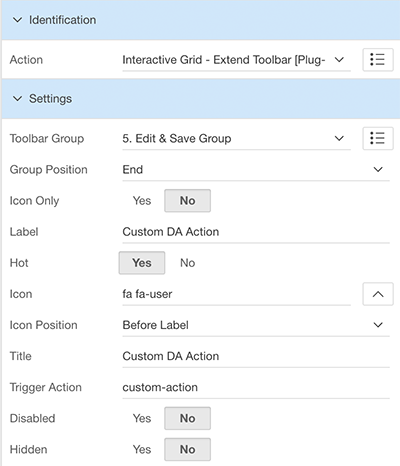 Identification
Action Interactive Grid - Extend Toolbar [Plug-
Settings
Toolbar Group 5. Edit & Save Group
Group Position End
Icon Only Yes No
Label Custom DA Action
Hot Yes No
Icon fa fa-user
Icon Position Before Label
Title Custom DA Action
Trigger Action custom-action
Disabled Yes No
Hidden Yes No